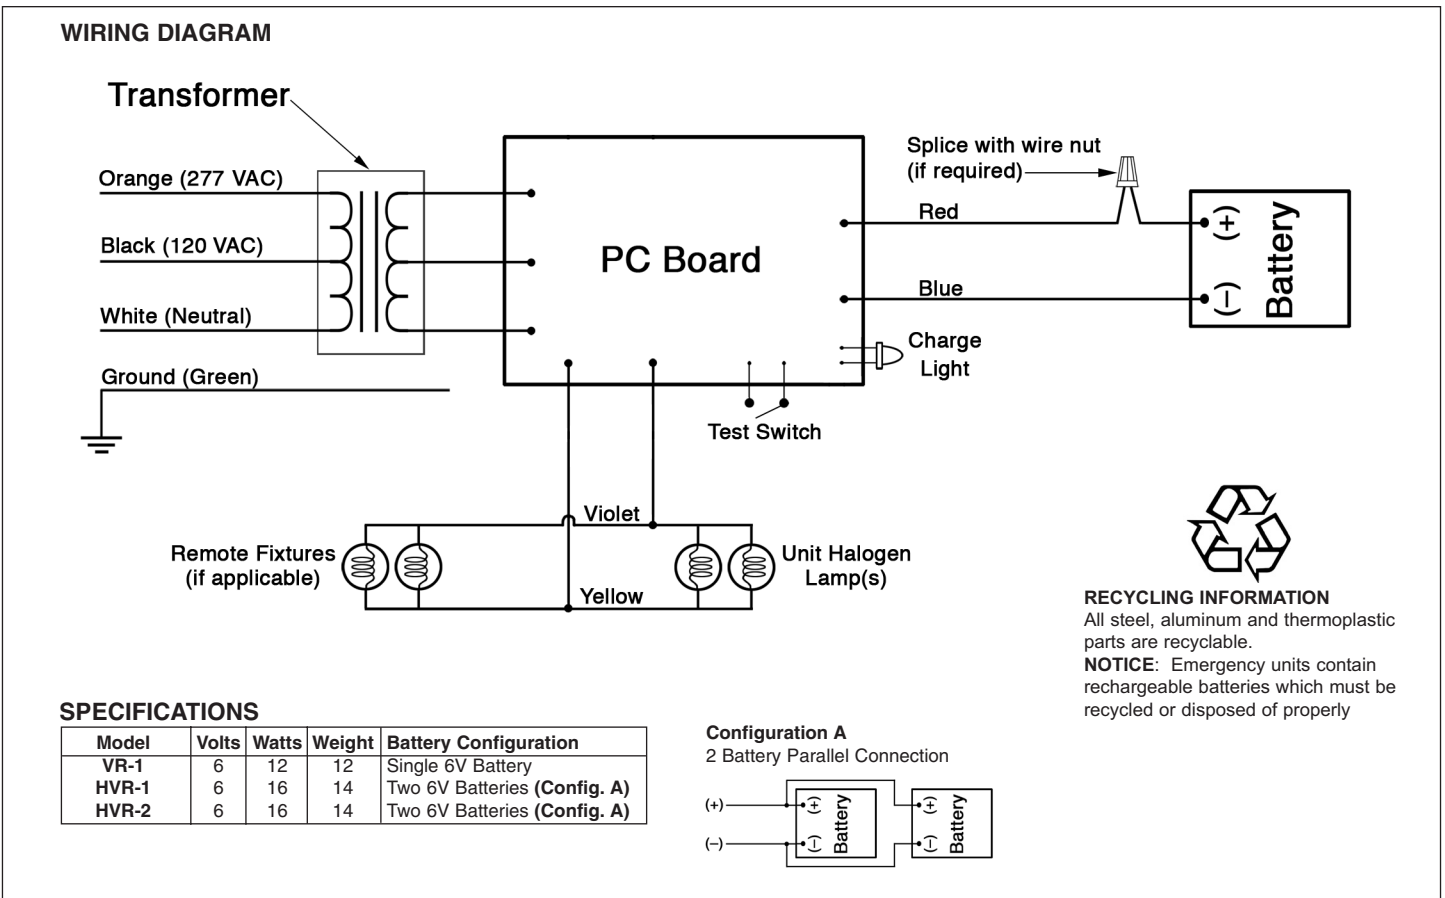 WIRING DIAGRAM
Transformer
Orange (277 VAC)
Black (120 VAC)
White (Neutral)
Ground (Green)
PC Board
Splice with wire nut
(if required)
Red
Blue
(+)
(–)
Battery
Charge
Light
Test Switch
Violet
Remote Fixtures
(if applicable)
Unit Halogen
Lamp(s)
Yellow
RECYCLING INFORMATION
All steel, aluminum and thermoplastic
parts are recyclable.
NOTICE: Emergency units contain
rechargeable batteries which must be
recycled or disposed of properly
SPECIFICATIONS
Model Volts Watts Weight Battery Configuration
VR-1 6 12 12 Single 6V Battery
HVR-1 6 16 14 Two 6V Batteries (Config. A)
HVR-2 6 16 14 Two 6V Batteries (Config. A)
Configuration A
2 Battery Parallel Connection
(+)
(–)
(+)
(–)
Battery
(+)
(–)
Battery